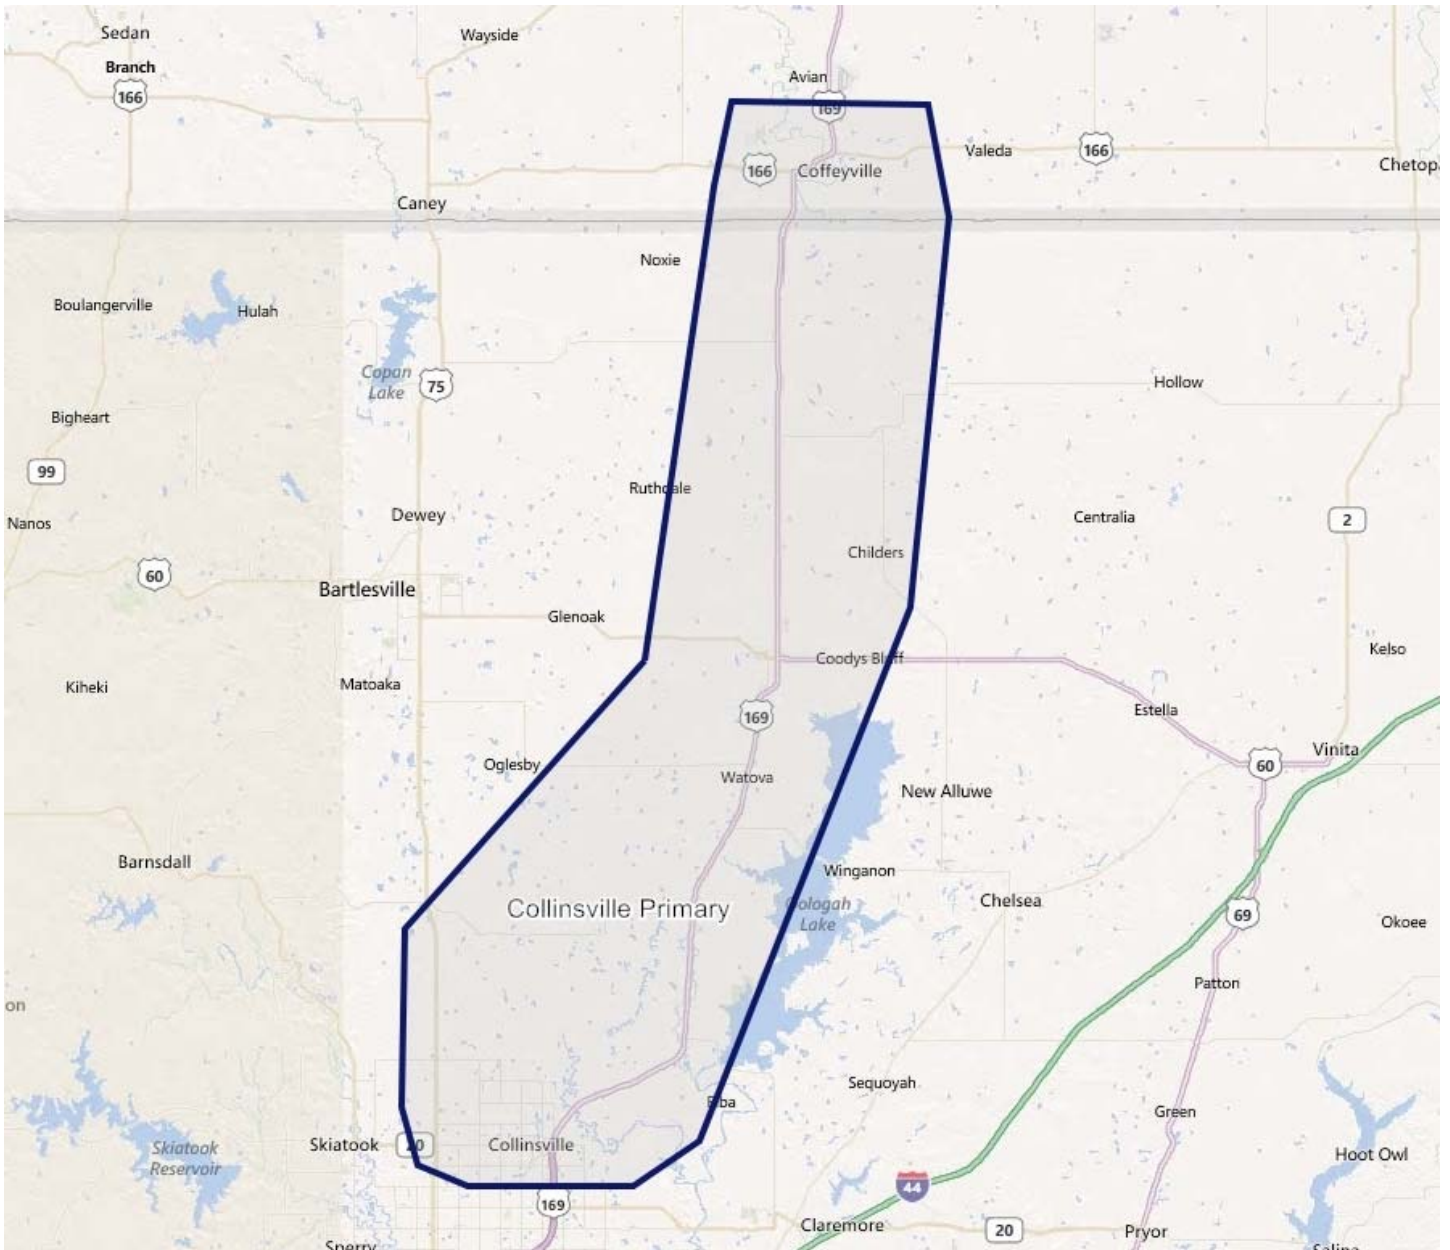 Sedan
Wayside
Branch
166
Avian
169
166
Coffeyville
Valeda
166
Caney
Noxie
Boulangerville
Hulah
Copan
Lake
75
Hollow
Bigheart
99
Ruthdale
Nanos
Dewey
Centralia
2
60
Bartlesville
Childers
Glenoak
Coodys Bluff
Kelso
Kiheki
Matoaka
169
Estella
Vinita
60
Oglesby
Watova
New Alluwe
Barnsdall
Winganon
Chelsea
Collinsville Primary
Oologah
Lake
69
Okoee
on
Patton
Sequoyah
Green
Skiatook
Reservoir
Skiatook
20
Collinsville
Hoot Owl
44
169
Claremore
20
Pryor